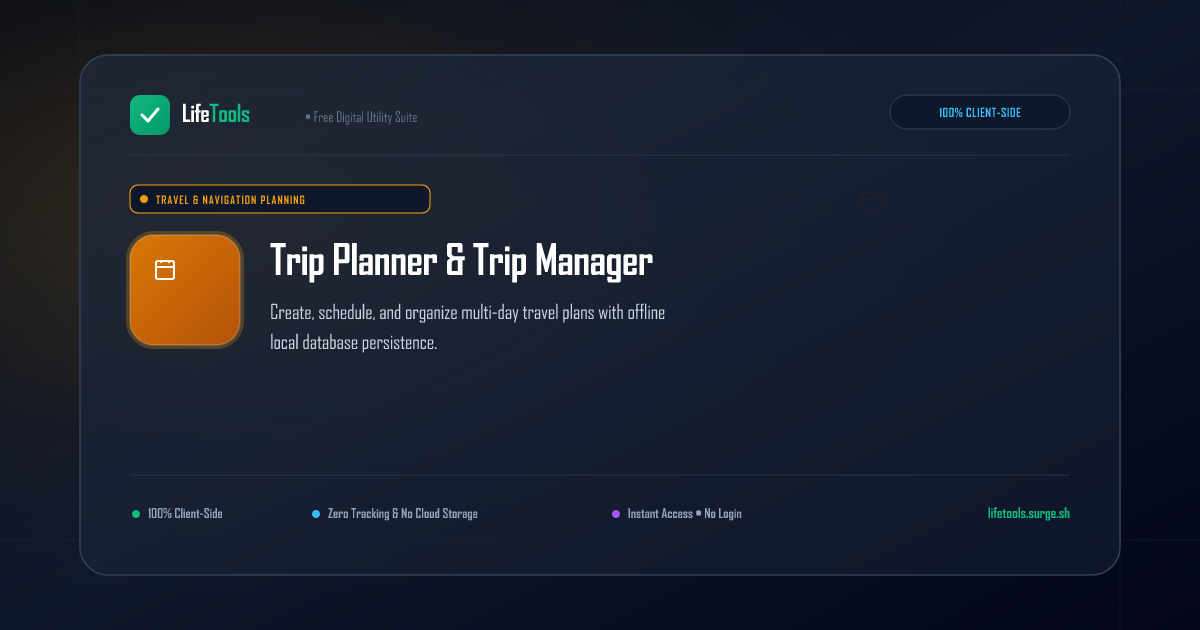 LifeTools
• Free Digital Utility Suite
100% CLIENT-SIDE
TRAVEL & NAVIGATION PLANNING
Trip Planner & Trip Manager
Create, schedule, and organize multi-day travel plans with offline
local database persistence.
100% Client-Side
Zero Tracking & No Cloud Storage
Instant Access • No Login
lifetools.surge.sh